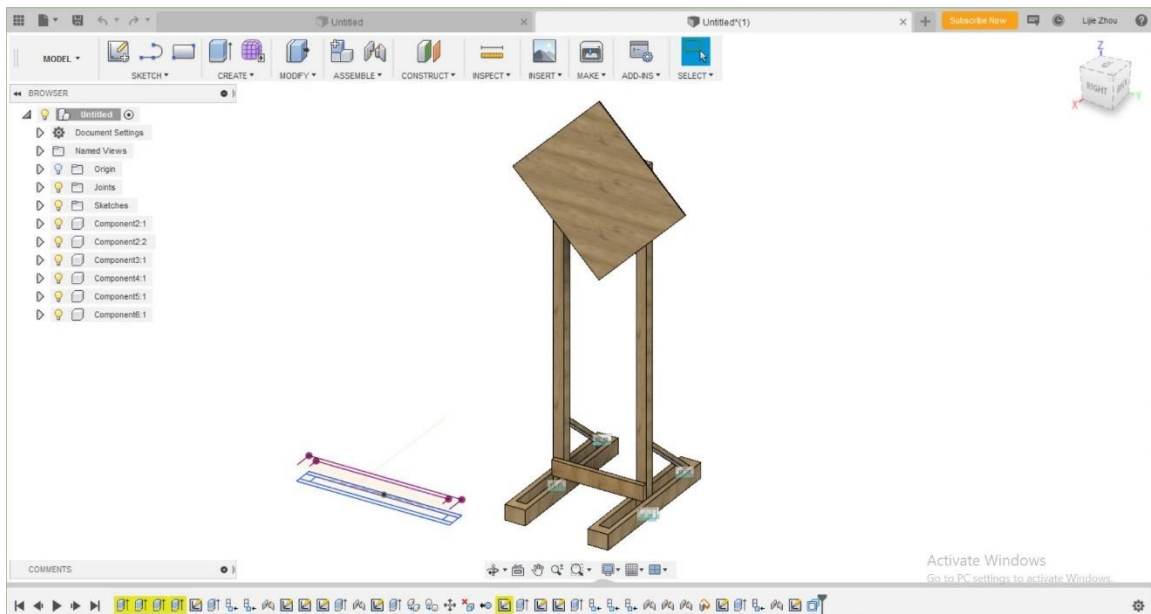 Untitled
Untitled*(1)
Subscribe Now
Lijie Zhou
MODEL
SKETCH
CREATE
MODIFY
ASSEMBLE
CONSTRUCT
INSPECT
INSERT
MAKE
ADD-INS
SELECT
BROWSER
Untitled
Document Settings
Named Views
Origin
Joints
Sketches
Component2:1
Component2:2
Component3:1
Component4:1
Component5:1
Component6:1
Z
RIGHT
X
Y
COMMENTS
Activate Windows
Go to PC settings to activate Windows.